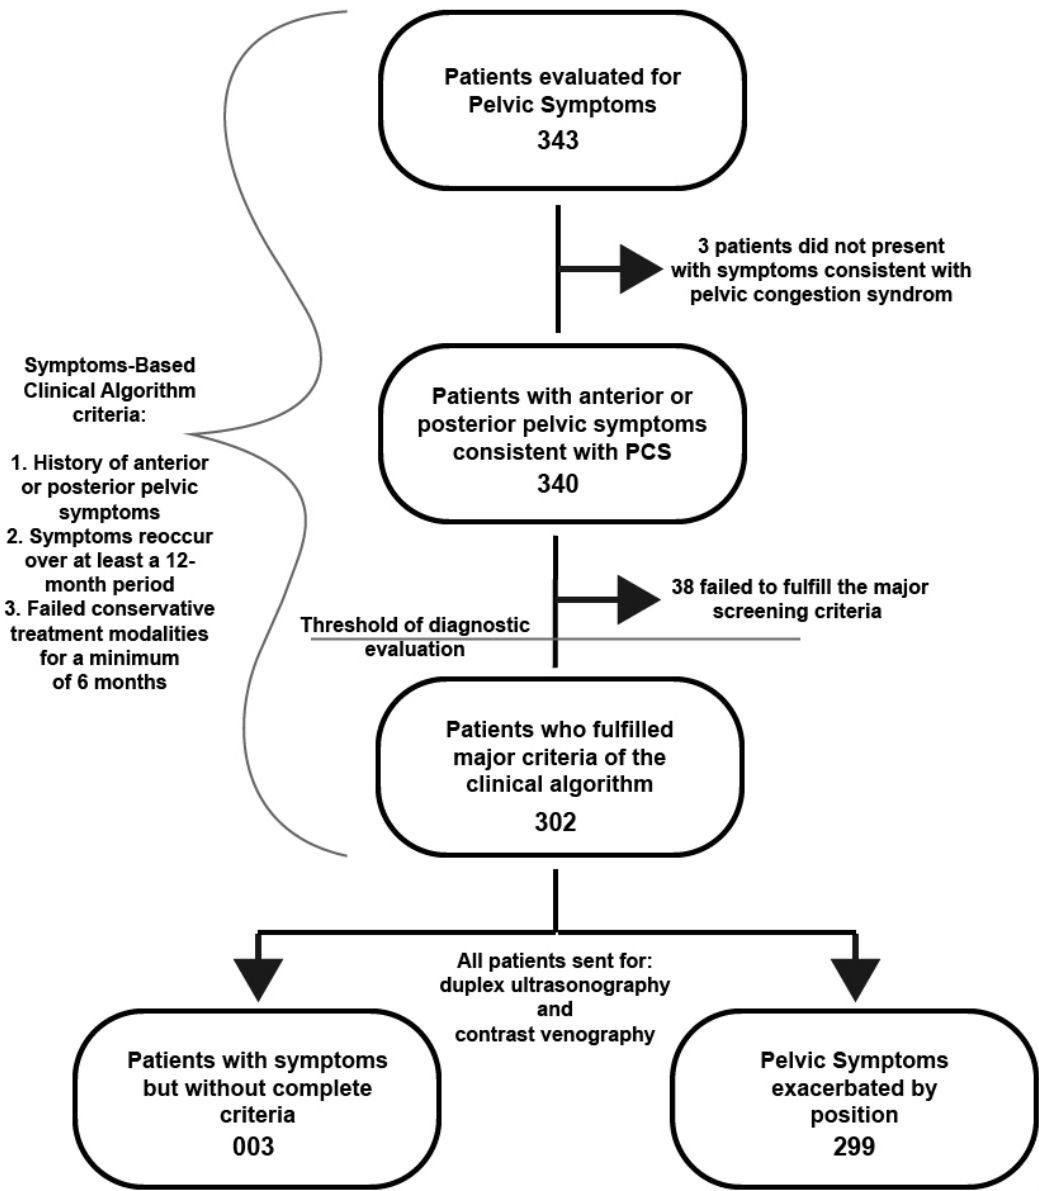 Patients evaluated for
Pelvic Symptoms
343
3 patients did not present
with symptoms consistent with
pelvic congestion syndrom
Symptoms-Based
Clinical Algorithm
criteria:
1. History of anterior
or posterior pelvic
symptoms
2. Symptoms reoccur
over at least a 12-
month period
3. Failed conservative
treatment modalities
for a minimum
of 6 months
Patients with anterior or
posterior pelvic symptoms
consistent with PCS
340
38 failed to fulfill the major
screening criteria
Threshold of diagnostic
evaluation
Patients who fulfilled
major criteria of the
clinical algorithm
302
All patients sent for:
duplex ultrasonography
and
contrast venography
Patients with symptoms
but without complete
criteria
003
Pelvic Symptoms
exacerbated by
position
299